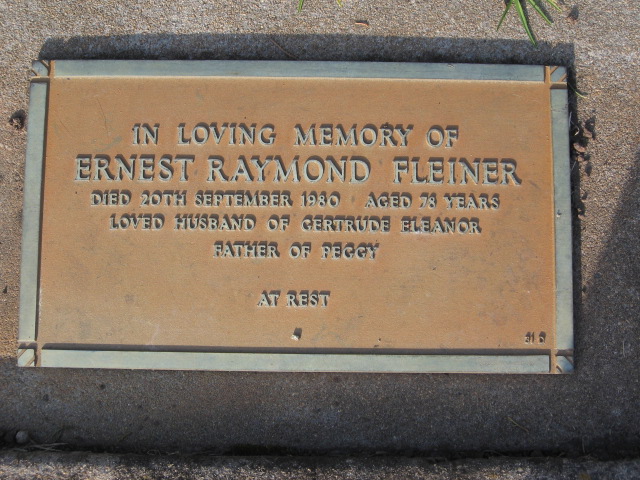 IN LOVING MEMORY OF
ERNEST RAYMOND FLEINER
DIED 20TH SEPTEMBER 1980 AGED 78 YEARS
LOVED HUSBAND OF GERTRUDE ELEANOR
FATHER OF PEGGY
AT REST